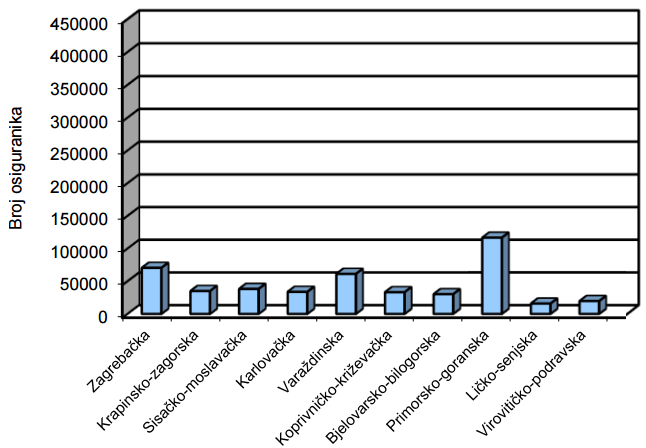 450000
400000
350000
300000
250000
200000
150000
100000
50000
0
Broj osiguranika
Zagrebačka
Krapinsko-zagorska
Sisačko-moslavačka
Karlovačka
Varaždinska
Koprivničko-križevačka
Bjelovarsko-bilogorska
Primorsko-goranska
Ličko-senjska
Virovitičko-podravska